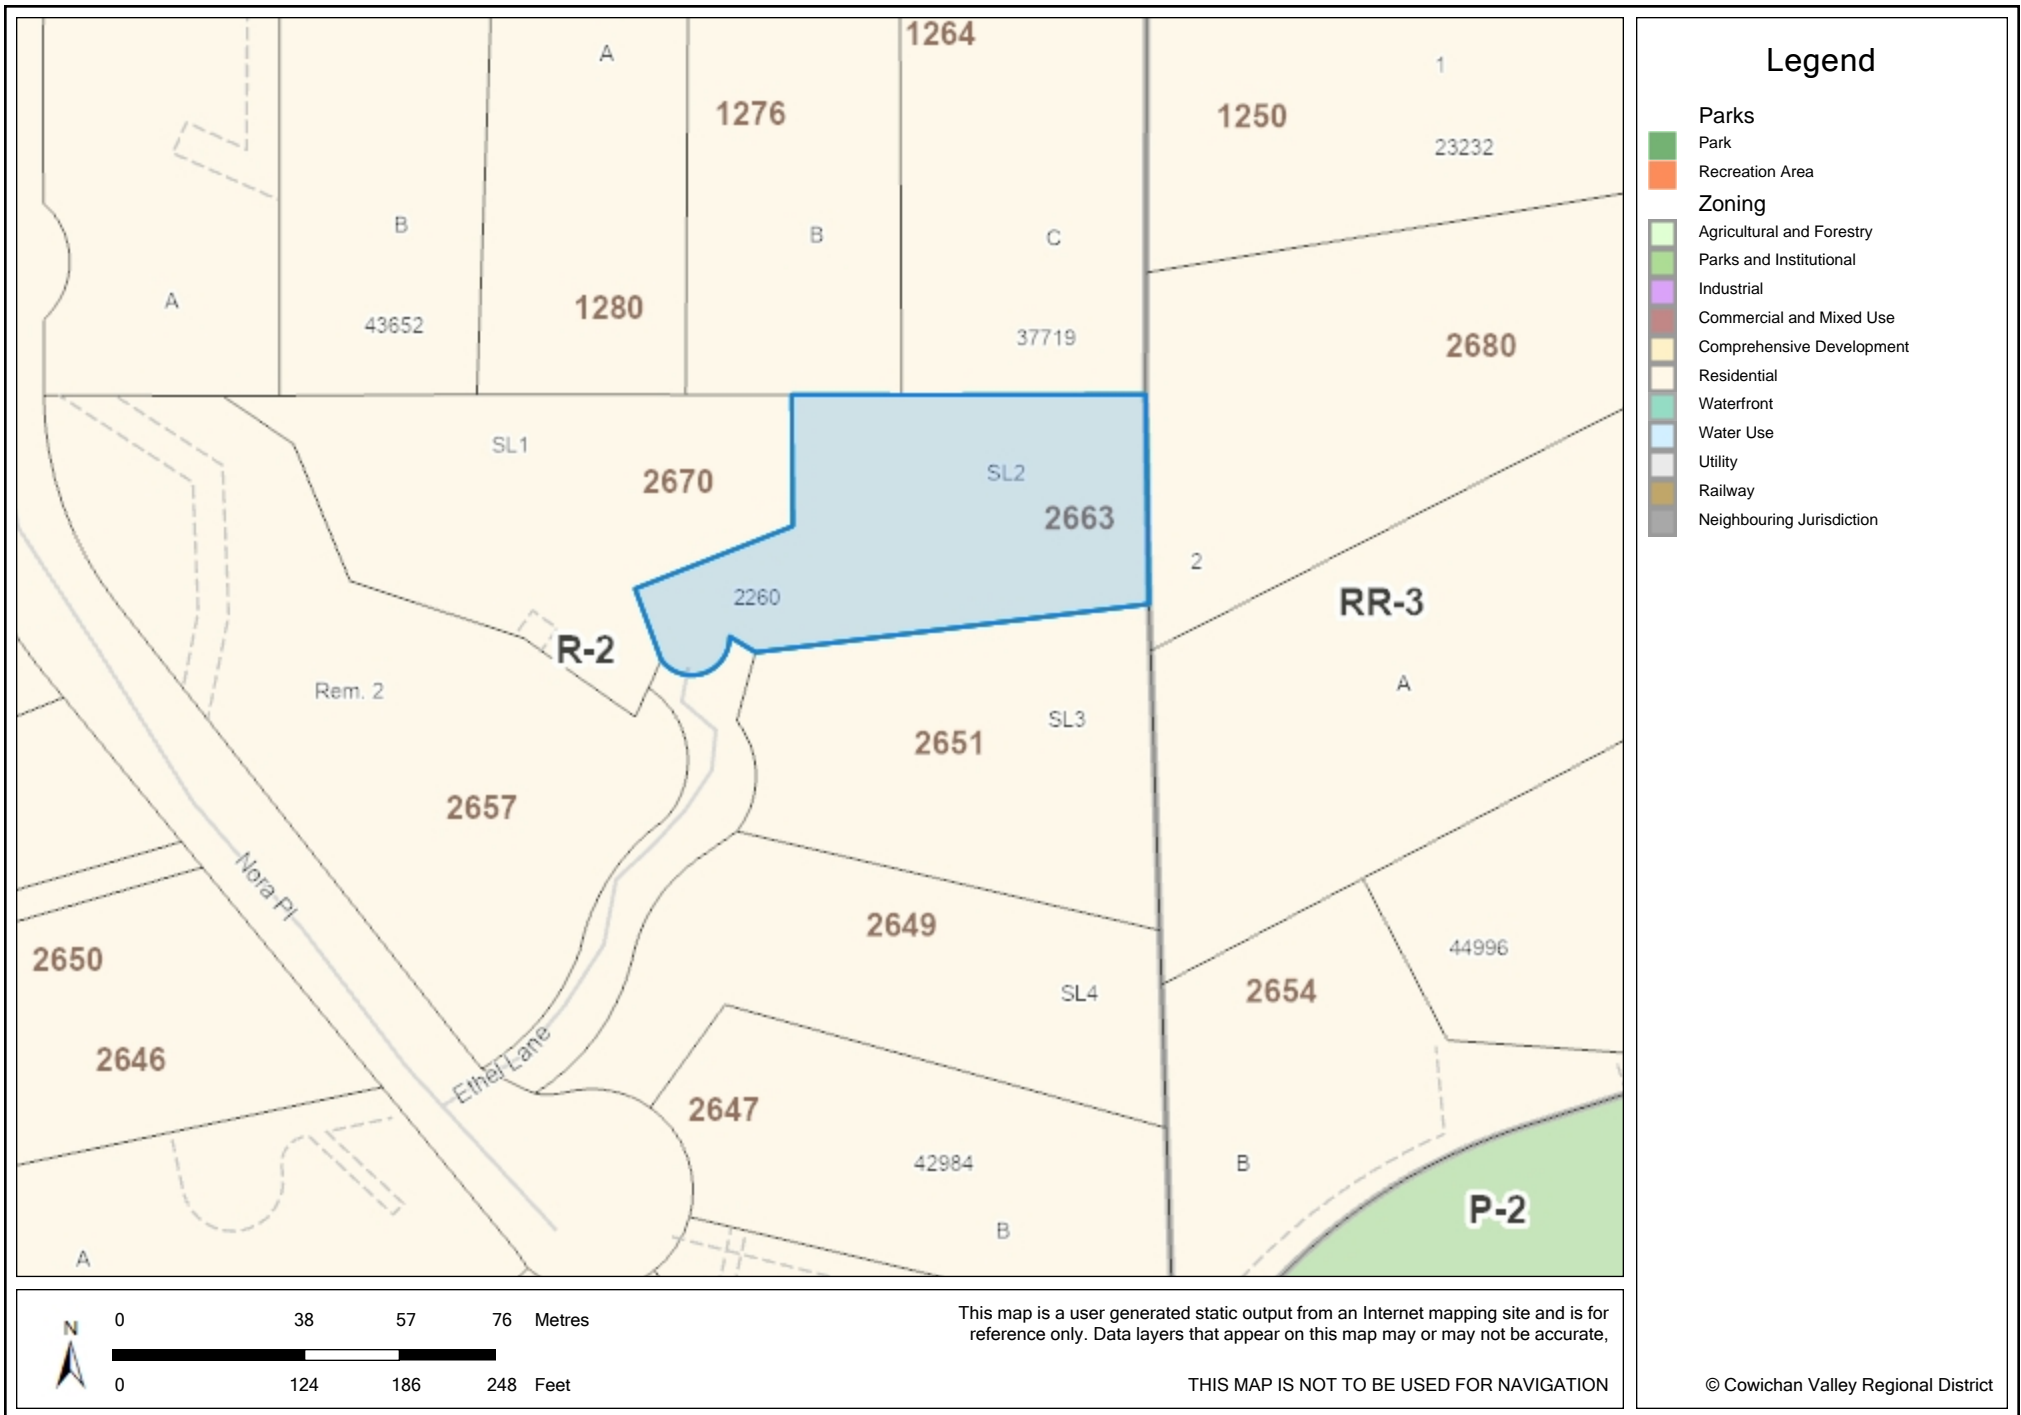 1264
A
1
1276
1250
23232
B
B
C
A
1280
43652
37719
2680
SL1
2670
SL2
2663
2
2260
RR-3
R-2
Rem. 2
A
SL3
2651
2657
Nora Pl
2649
44996
2650
2654
SL4
2646
Ethel Lane
2647
42984
B
P-2
B
A
Legend
Parks
Park
Recreation Area
Zoning
Agricultural and Forestry
Parks and Institutional
Industrial
Commercial and Mixed Use
Comprehensive Development
Residential
Waterfront
Water Use
Utility
Railway
Neighbouring Jurisdiction
N
0 38 57 76 Metres
0 124 186 248 Feet
This map is a user generated static output from an Internet mapping site and is for
reference only. Data layers that appear on this map may or may not be accurate,
THIS MAP IS NOT TO BE USED FOR NAVIGATION
© Cowichan Valley Regional District